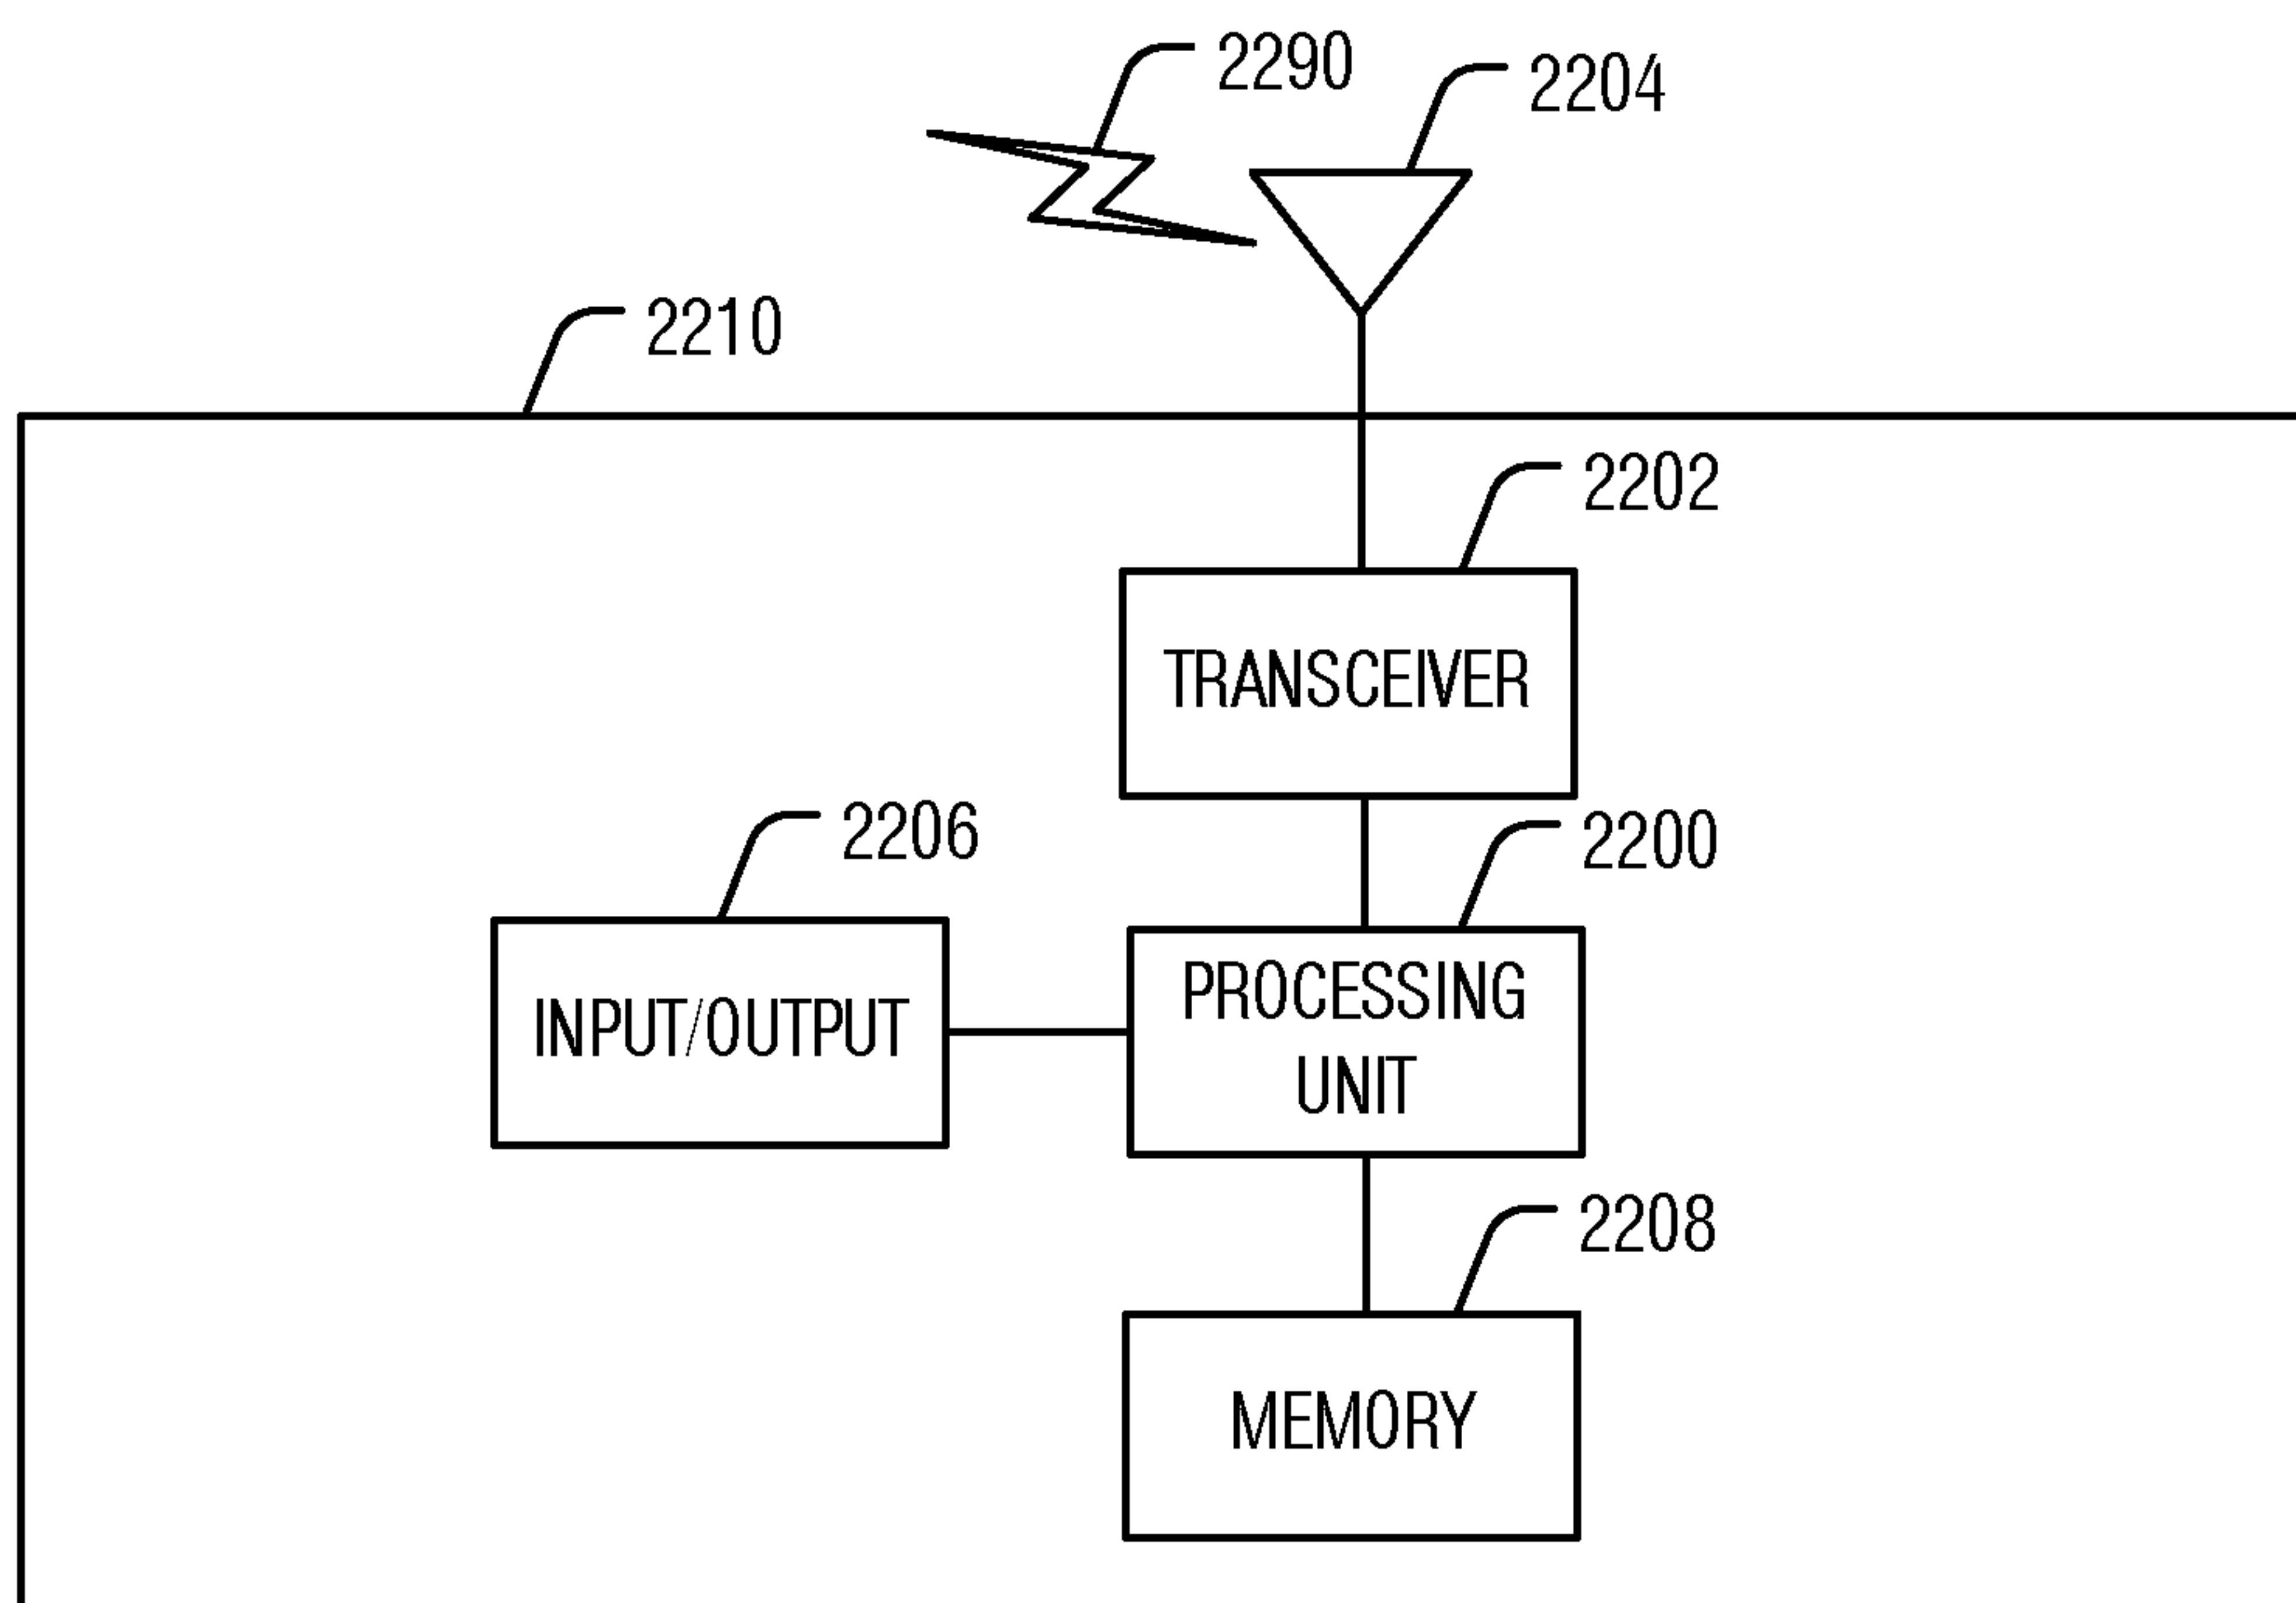 2290
2204
2210
2202
TRANSCEIVER
2206
2200
INPUT/OUTPUT
PROCESSING
UNIT
2208
MEMORY